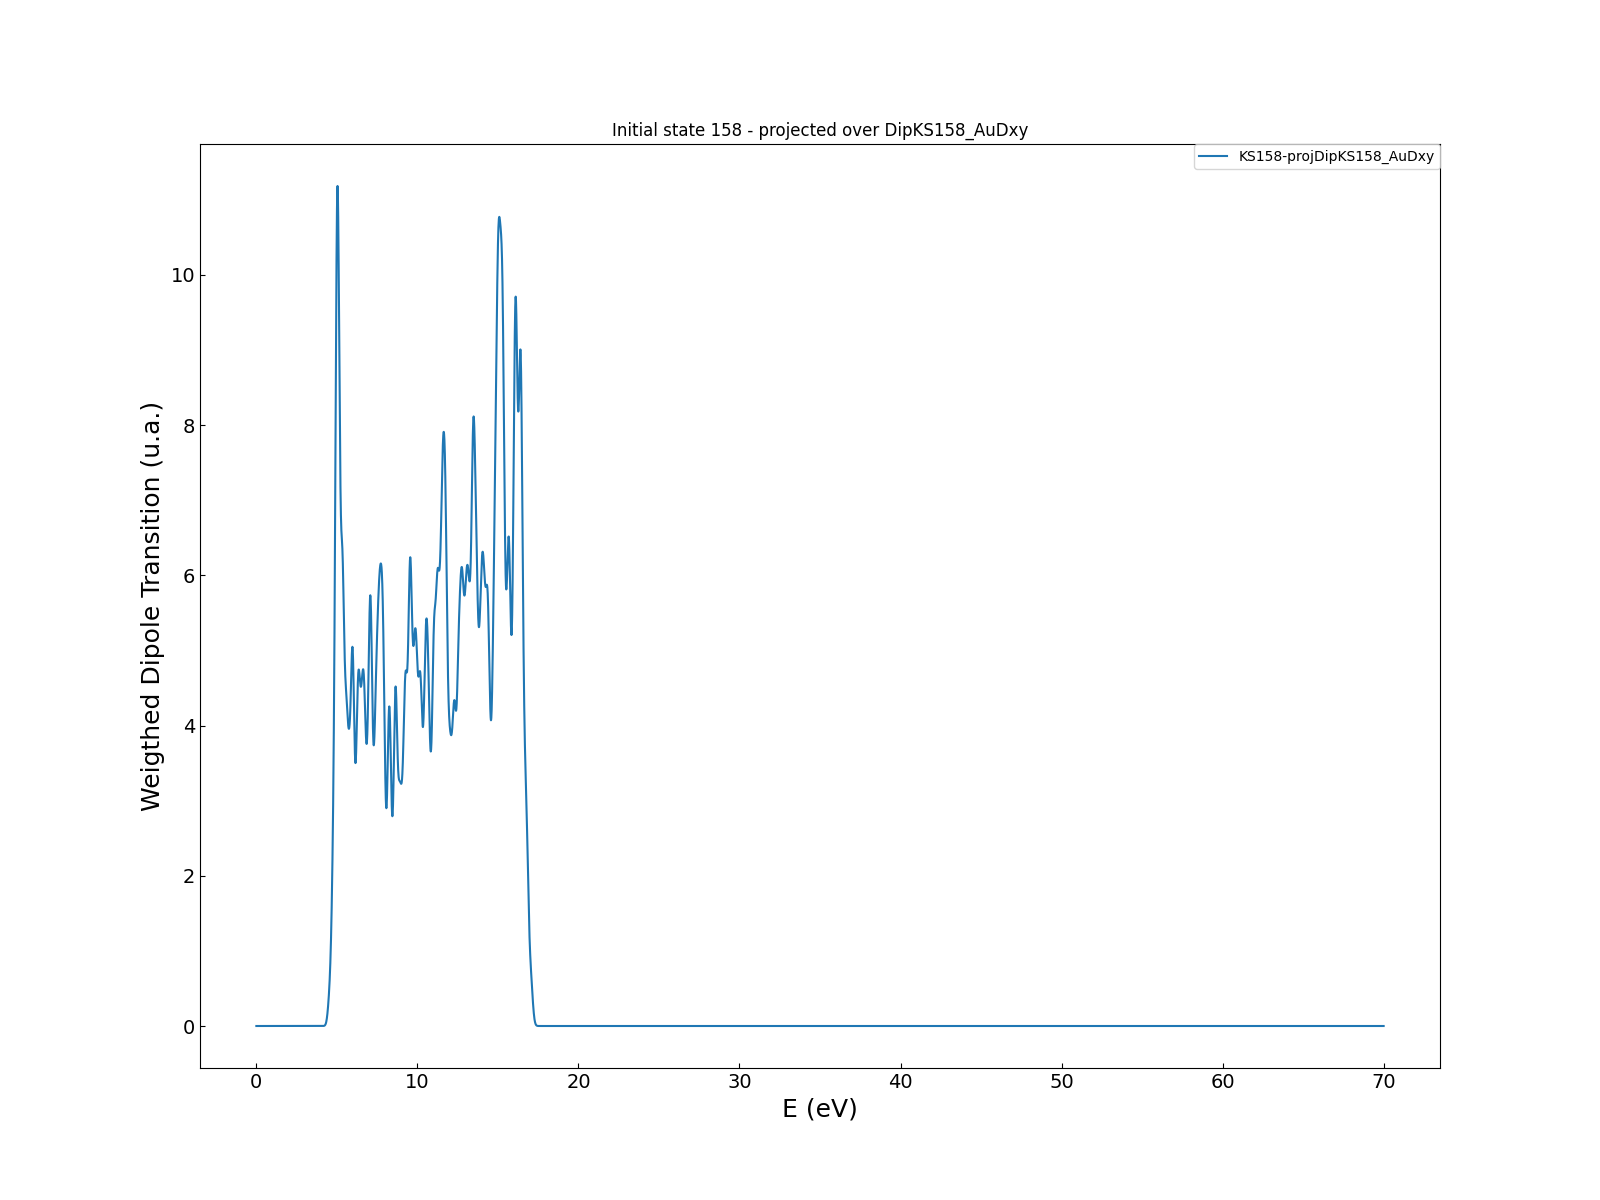 Initial state 158 - projected over DipKS158_AuDxy
KS158-projDipKS158_AuDxy
Weigthed Dipole Transition (u.a.)
10
8
6
4
2
0
0 10 20 30 40 50 60 70
E (eV)